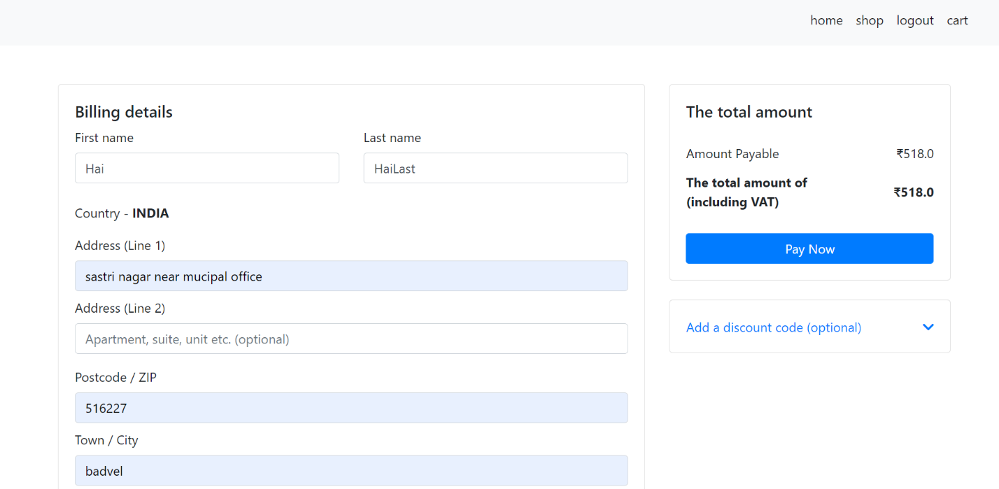 home shop logout cart
Billing details
First name Last name
Hai HaiLast
Country - INDIA
Address (Line 1)
sastri nagar near mucipal office
Address (Line 2)
Apartment, suite, unit etc. (optional)
Postcode / ZIP
516227
Town / City
badvel
The total amount
Amount Payable ₹518.0
The total amount of
(including VAT) ₹518.0
Pay Now
Add a discount code (optional)